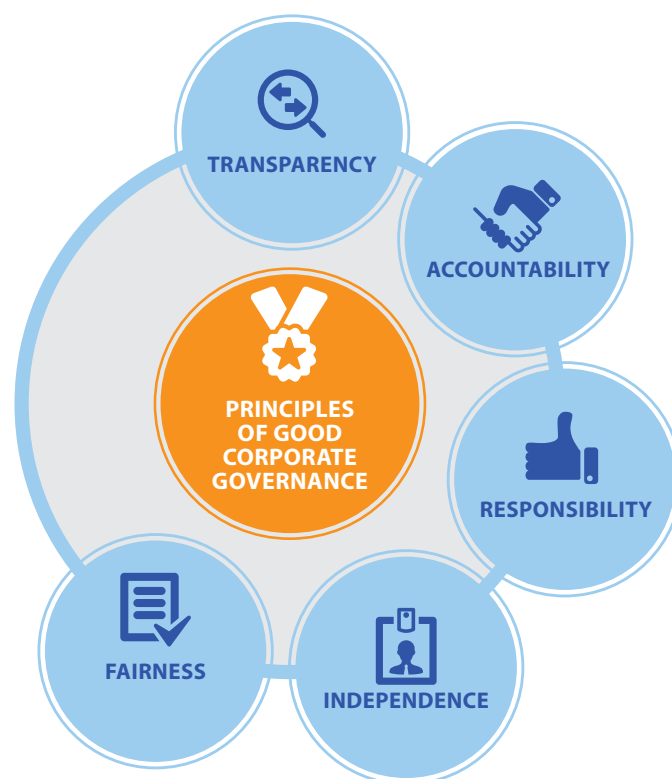 TRANSPARENCY
ACCOUNTABILITY
PRINCIPLES
OF GOOD
CORPORATE
GOVERNANCE
RESPONSIBILITY
FAIRNESS
INDEPENDENCE